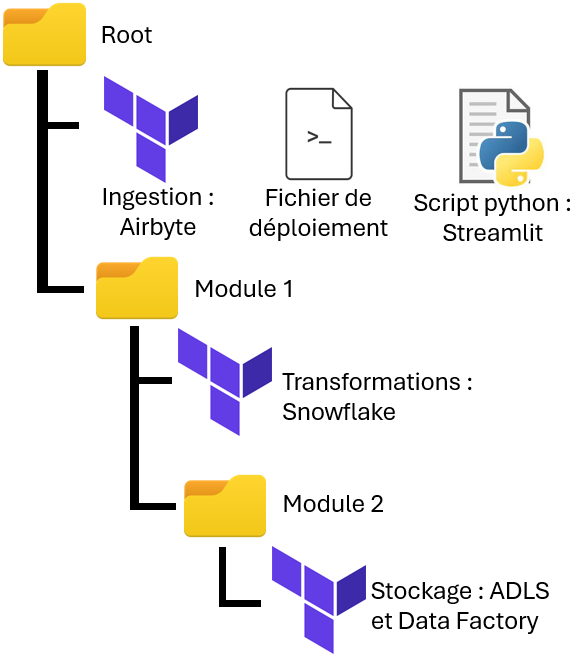 Root
>_
Ingestion :
Airbyte
Fichier de
déploiement
Script python :
Streamlit
Module 1
Transformations :
Snowflake
Module 2
Stockage : ADLS
et Data Factory